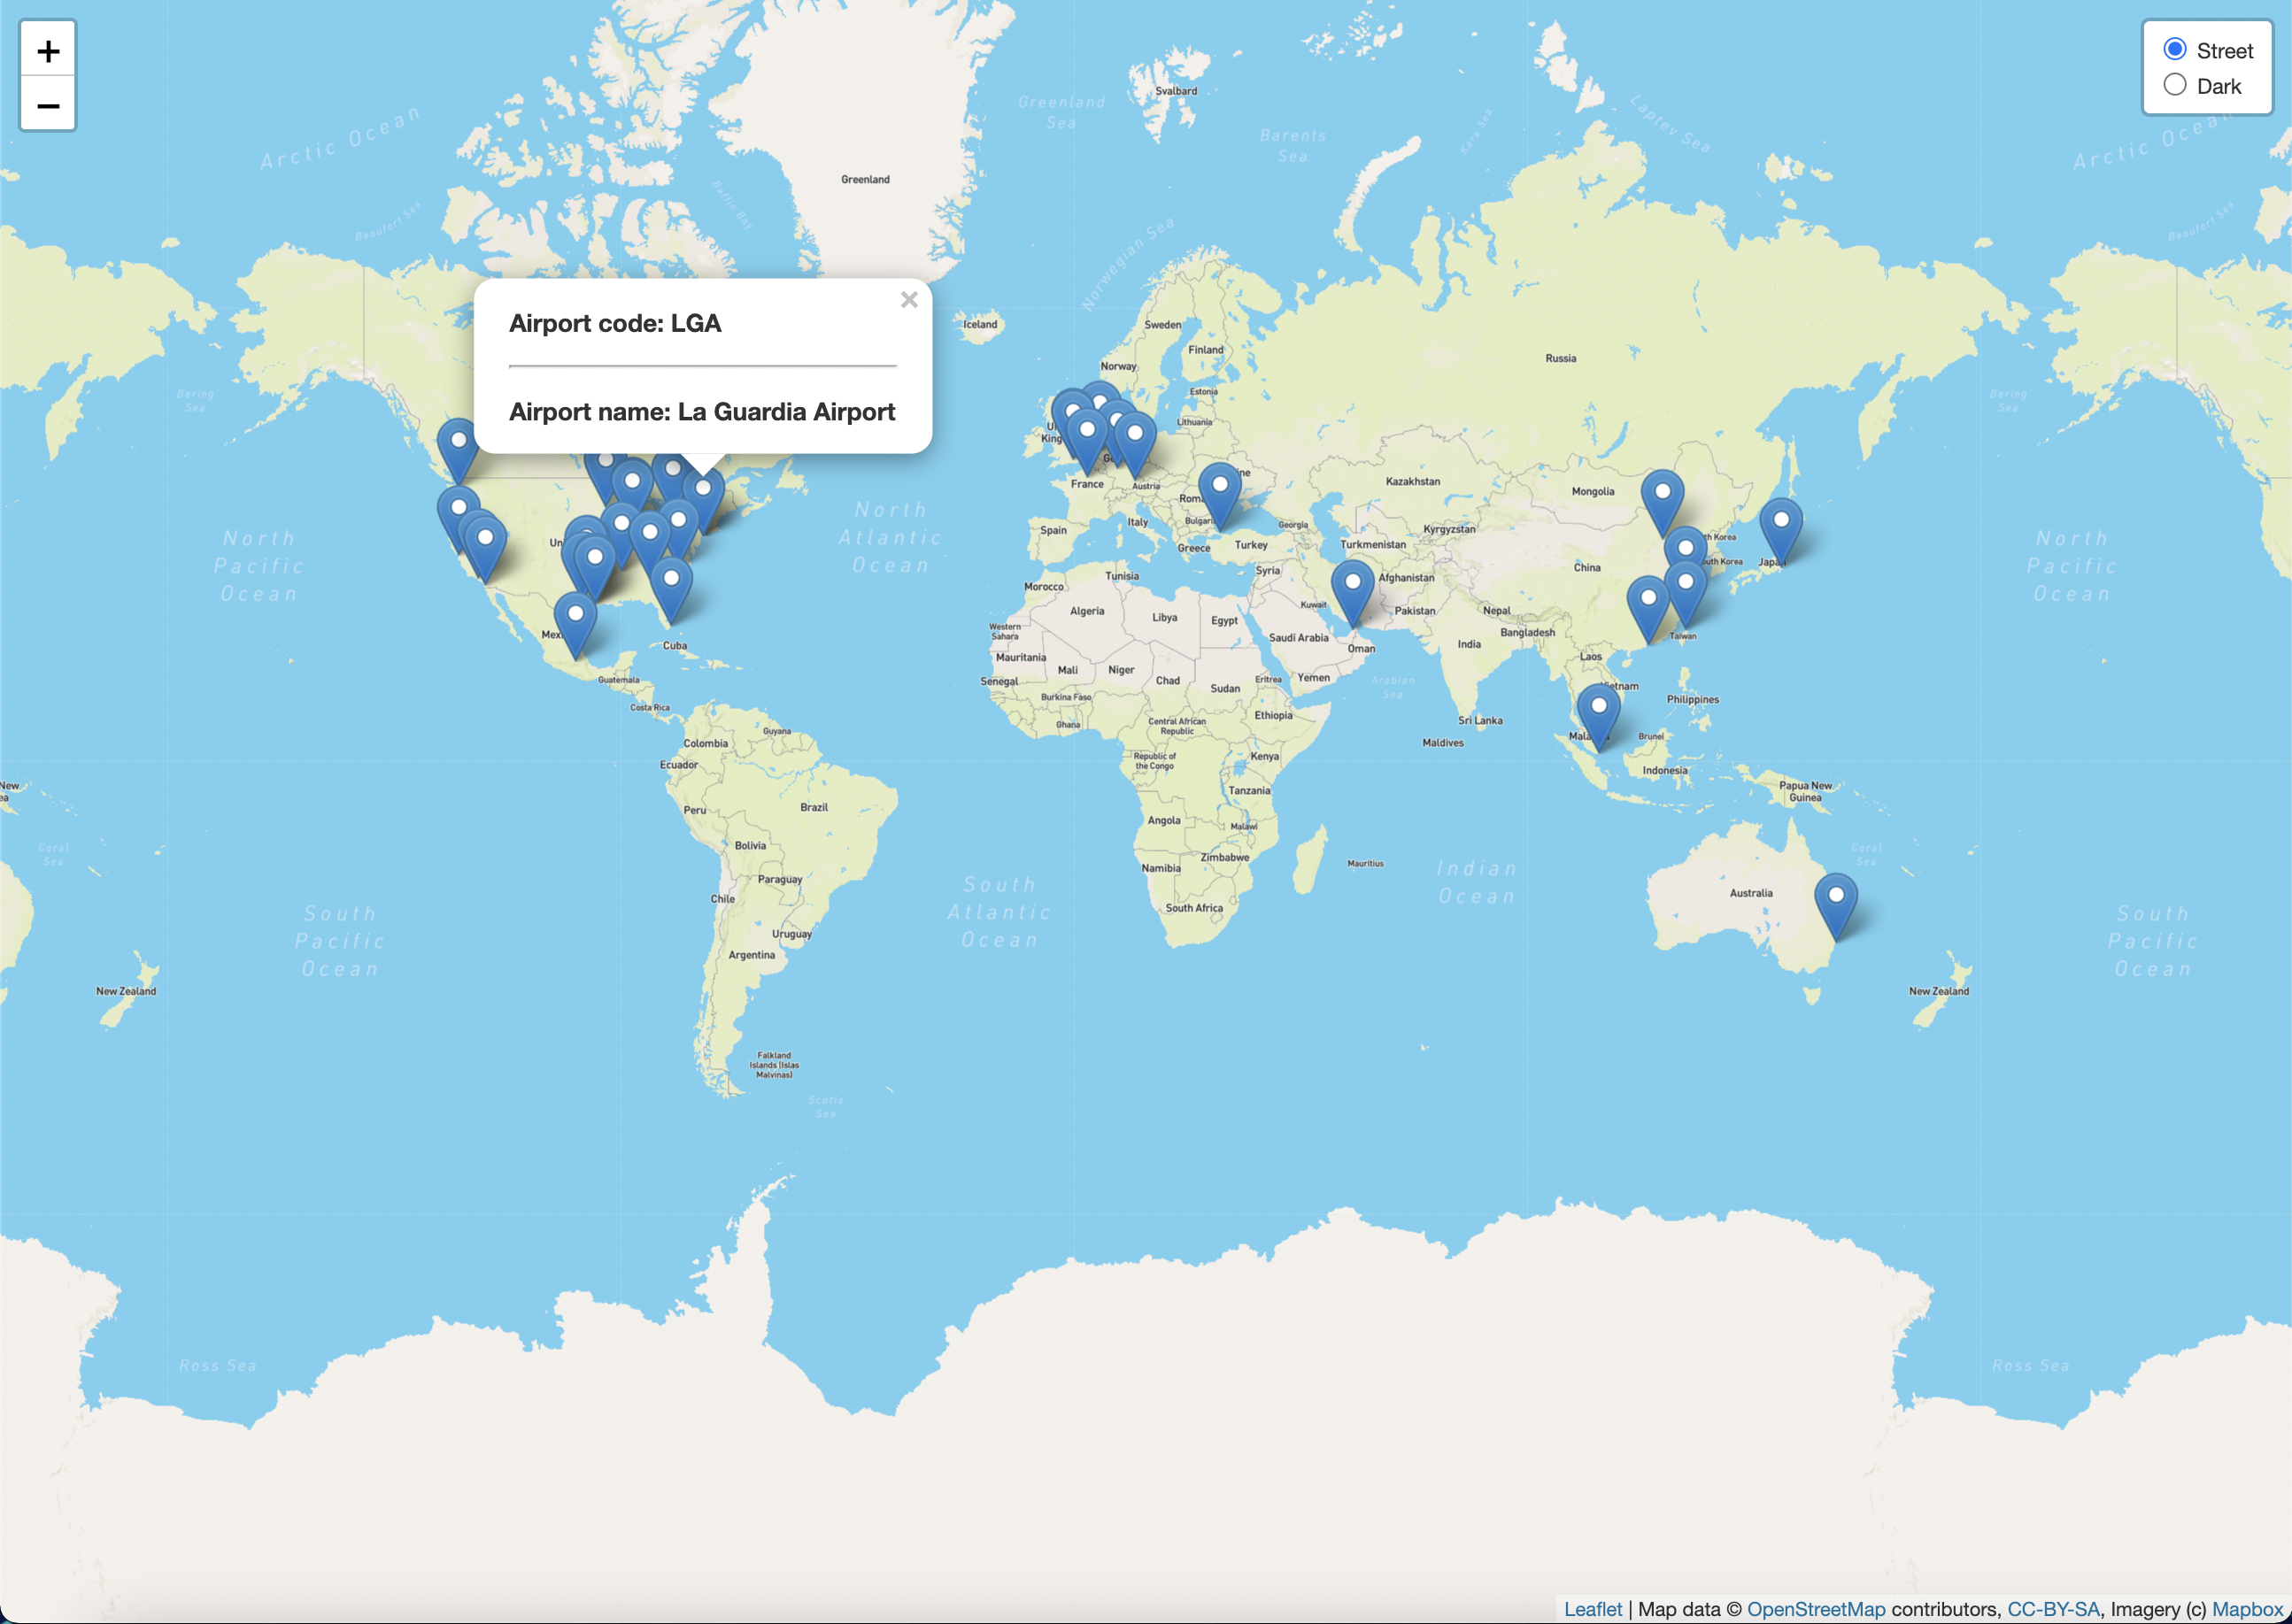 +
−
Street
Dark
Airport code: LGA
×
Airport name: La Guardia Airport
Arctic Ocean
Beaufort Sea
Baffin Bay
Greenland
Greenland
Sea
Svalbard
Barents
Sea
Kara Sea
Laptev Sea
Arctic Ocean
Beaufort Sea
Norwegian Sea
Iceland
Sweden
Finland
Norway
Estonia
Lithuania
Russia
Bering
Sea
Bering
Sea
France
Austria
Spain
Italy
Bulgaria
Greece
Turkey
Georgia
Kazakhstan
Mongolia
Kyrgyzstan
Turkmenistan
Syria
Afghanistan
China
Japan
North
Pacific
Ocean
North
Atlantic
Ocean
North
Pacific
Ocean
Morocco
Tunisia
Algeria
Libya
Egypt
Kuwait
Pakistan
Nepal
Bangladesh
Western
Sahara
Saudi Arabia
Oman
India
Taiwan
Laos
Mauritania
Mali
Niger
Chad
Sudan
Eritrea
Yemen
Arabian
Sea
Vietnam
Philippines
Cuba
Guatemala
Costa Rica
Senegal
Burkina Faso
Ghana
Central African
Republic
Ethiopia
Sri Lanka
Maldives
Brunei
Indonesia
Colombia
Guyana
Ecuador
Republic of
the Congo
Kenya
Tanzania
Papua New
Guinea
Peru
Brazil
Angola
Malawi
Bolivia
Zimbabwe
Namibia
Mauritius
Coral
Sea
Coral
Sea
Paraguay
Chile
South Africa
Australia
Uruguay
Argentina
South
Pacific
Ocean
South
Atlantic
Ocean
Indian
Ocean
South
Pacific
Ocean
New Zealand
New Zealand
Falkland
Islands (Islas
Malvinas)
Scotia
Sea
Ross Sea
Ross Sea
Leaflet | Map data © OpenStreetMap contributors, CC-BY-SA, Imagery (c) Mapbox